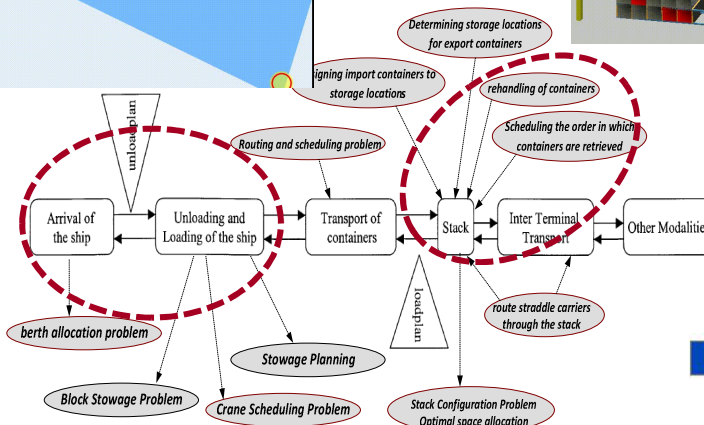 Determining storage locations
for export containers
igning import containers to
storage locations
rehandling of containers
Scheduling the order in which
containers are retrieved
Routing and scheduling problem
unloadplan
Arrival of
the ship
Unloading and
Loading of the ship
Transport of
containers
Stack
Inter Terminal
Transport
Other Modalitie
loadplan
route straddle carriers
through the stack
berth allocation problem
Stowage Planning
Block Stowage Problem
Crane Scheduling Problem
Stack Configuration Problem
Optimal space allocation